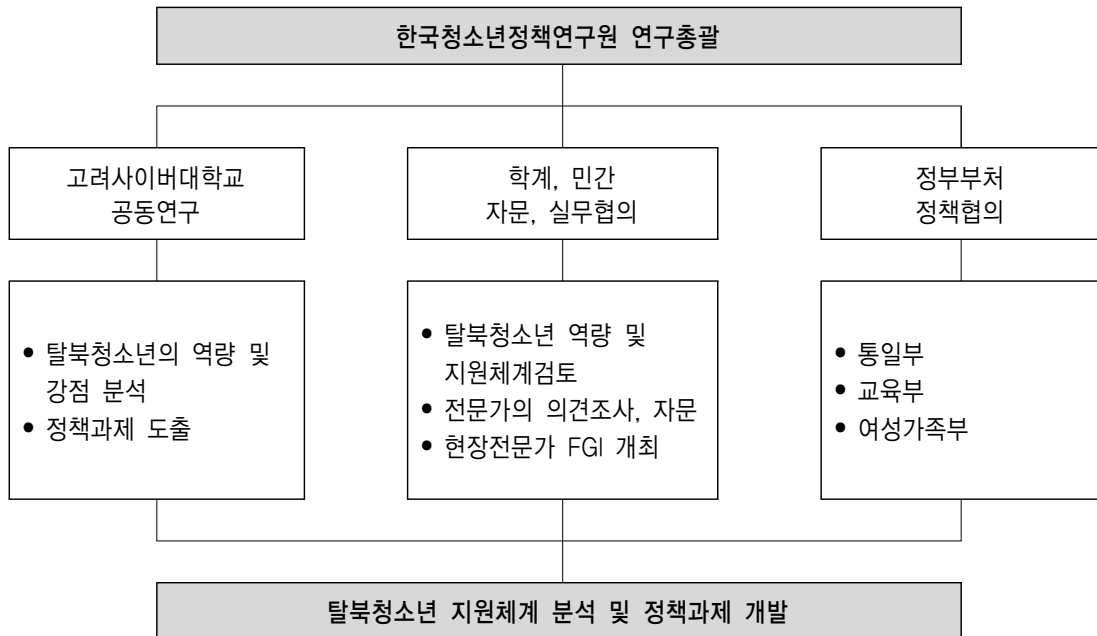 한국청소년정책연구원 연구총괄
고려사이버대학교
공동연구
학계, 민간
자문, 실무협의
정부부처
정책협의
• 탈북청소년의 역량 및
강점 분석
• 정책과제 도출
• 탈북청소년 역량 및
지원체계검토
• 전문가의 의견조사, 자문
• 현장전문가 FGI 개최
• 통일부
• 교육부
• 여성가족부
탈북청소년 지원체계 분석 및 정책과제 개발